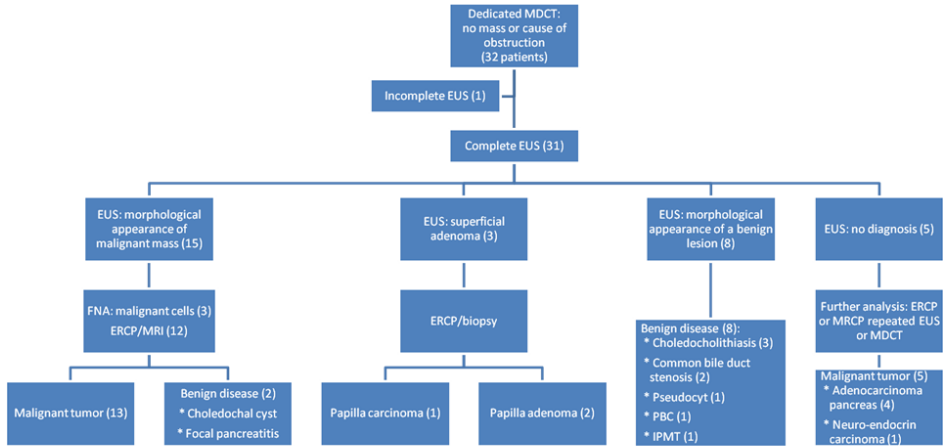 Dedicated MDCT:
no mass or cause of
obstruction
(32 patients)
Incomplete EUS (1)
Complete EUS (31)
EUS: morphological
appearance of
malignant mass (15)
EUS: superficial
adenoma (3)
EUS: morphological
appearance of a benign
lesion (8)
EUS: no diagnosis (5)
FNA: malignant cells (3)
ERCP/MRI (12)
ERCP/biopsy
Benign disease (8):
* Choledocholithiasis (3)
* Common bile duct
stenosis (2)
* Pseudocyt (1)
* PBC (1)
* IPMT (1)
Further analysis: ERCP
or MRCP repeated EUS
or MDCT
Malignant tumor (13)
Benign disease (2)
* Choledochal cyst
* Focal pancreatitis
Papilla carcinoma (1)
Papilla adenoma (2)
Malignant tumor (5)
* Adenocarcinoma
pancreas (4)
* Neuro-endocrin
carcinoma (1)